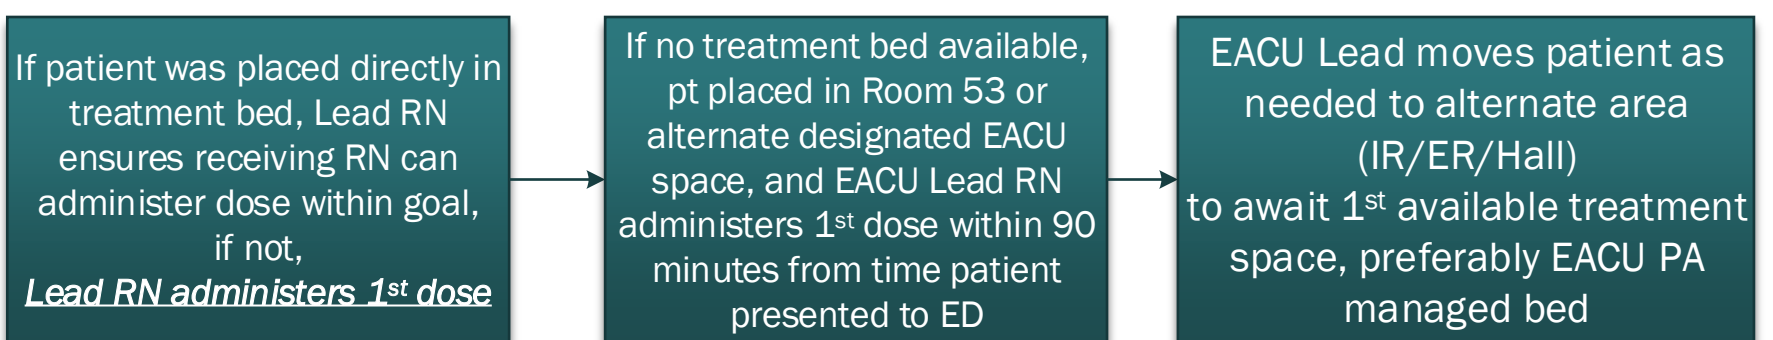 If patient was placed directly in
treatment bed, Lead RN
ensures receiving RN can
administer dose within goal,
if not,
Lead RN administers 1st dose
If no treatment bed available,
pt placed in Room 53 or
alternate designated EACU
space, and EACU Lead RN
administers 1st dose within 90
minutes from time patient
presented to ED
EACU Lead moves patient as
needed to alternate area
(IR/ER/Hall)
to await 1st available treatment
space, preferably EACU PA
managed bed